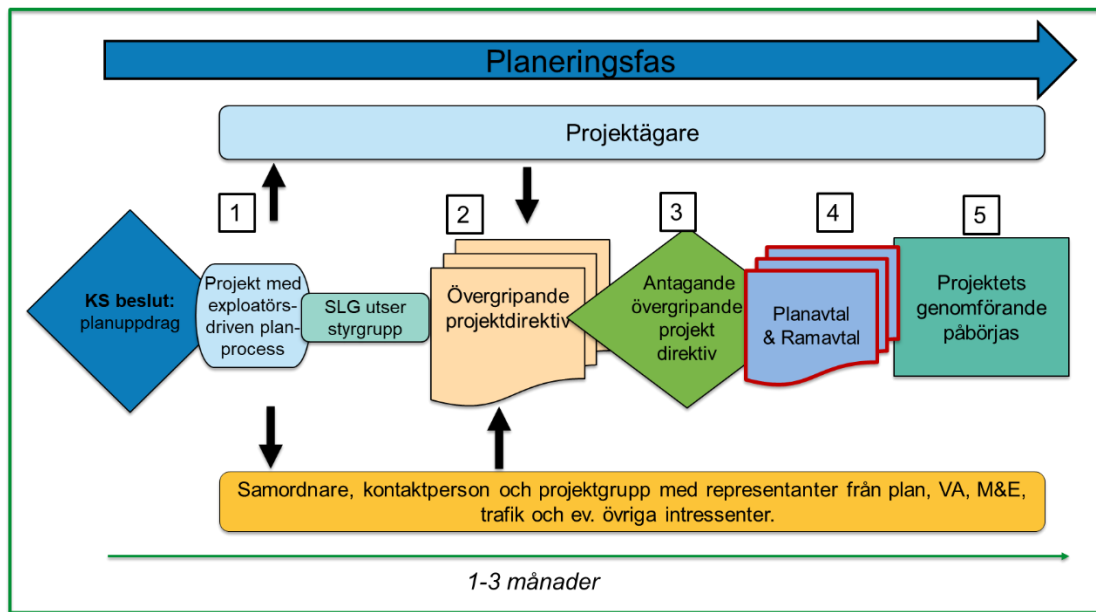 Planeringsfas
Projektägare
1
2
3
4
5
KS beslut:
planuppdrag
Projekt med
exploatörs-
driven plan-
process
SLG utser
styrgrupp
Övergripande
projektdirektiv
Antagande
övergripande
projekt
direktiv
Planavtal
& Ramavtal
Projektets
genomförande
påbörjas
Samordnare, kontaktperson och projektgrupp med representanter från plan, VA, M&E,
trafik och ev. övriga intressenter.
1-3 månader